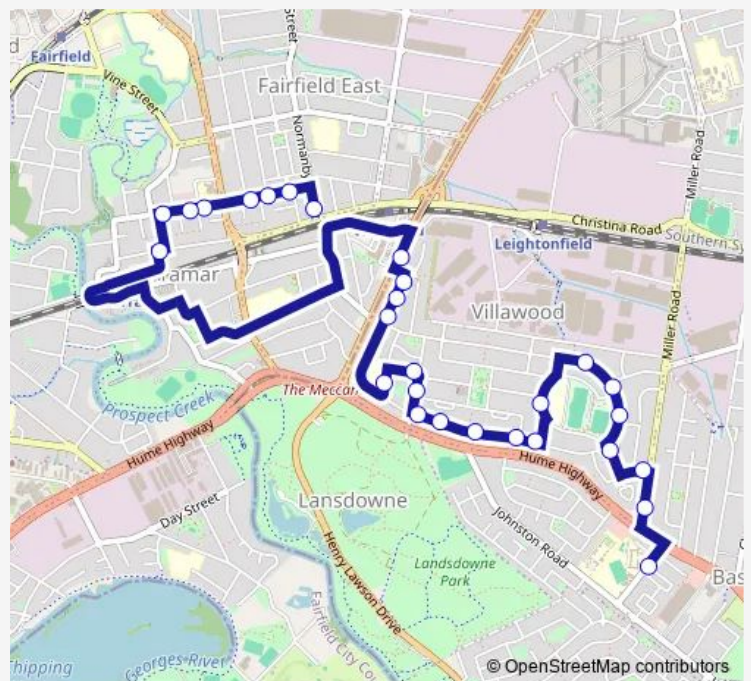 Street
Fairfield
Vine Street
Fairfield East
Normanby
Miller Road
Christina Road
Southern S
Leightonfield
ramar
Villawood
Miller Road
The Meccan
Prospect Creek
Hume Highway
Hume Highway
Lansdowne
Day Street
Johnston Road
Landsdowne
Park
Henry Lawson Drive
Bas
Fairfield City Co
Georges River
hipping
© OpenStreetMap contributors